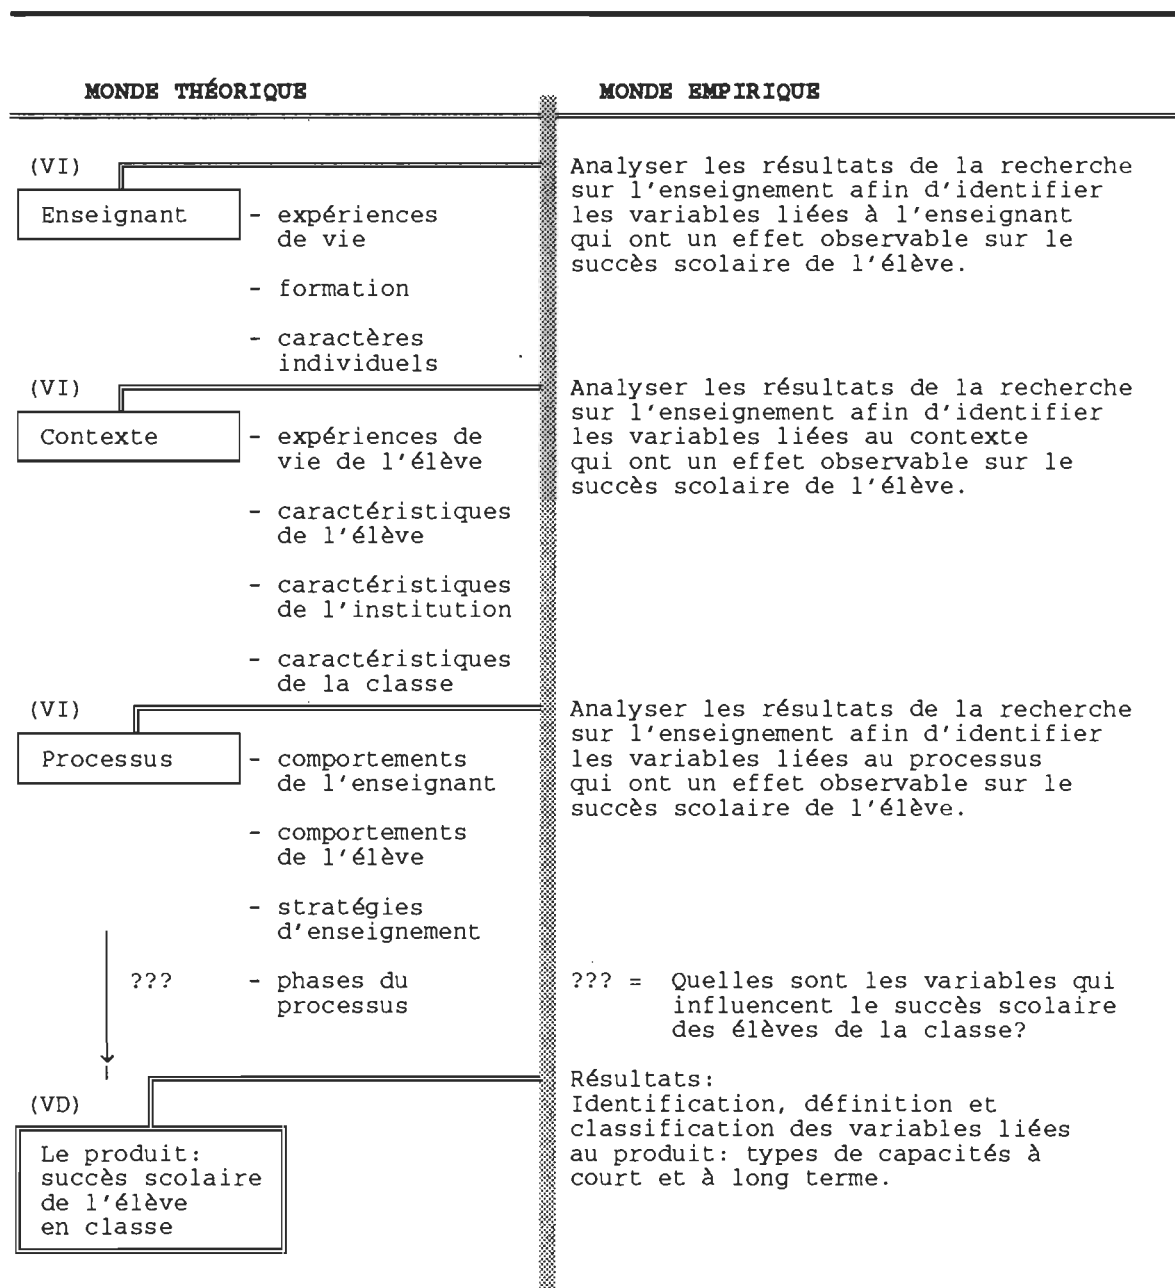 MONDE THÉORIQUE
MONDE EMPIRIQUE
(VI)
Enseignant
- expériences
de vie
- formation
- caractères
individuels
Analyser les résultats de la recherche
sur l'enseignement afin d'identifier
les variables liées à l'enseignant
qui ont un effet observable sur le
succès scolaire de l'élève.
(VI)
Contexte
- expériences de
vie de l'élève
- caractéristiques
de l'élève
- caractéristiques
de l'institution
- caractéristiques
de la classe
Analyser les résultats de la recherche
sur l'enseignement afin d'identifier
les variables liées au contexte
qui ont un effet observable sur le
succès scolaire de l'élève.
(VI)
Processus
- comportements
de l'enseignant
- comportements
de l'élève
- stratégies
d'enseignement
- phases du
processus
Analyser les résultats de la recherche
sur l'enseignement afin d'identifier
les variables liées au processus
qui ont un effet observable sur le
succès scolaire de l'élève.
???
??? = Quelles sont les variables qui
influencent le succès scolaire
des élèves de la classe?
(VD)
Le produit:
succès scolaire
de l'élève
en classe
Résultats:
Identification, définition et
classification des variables liées
au produit: types de capacités à
court et à long terme.